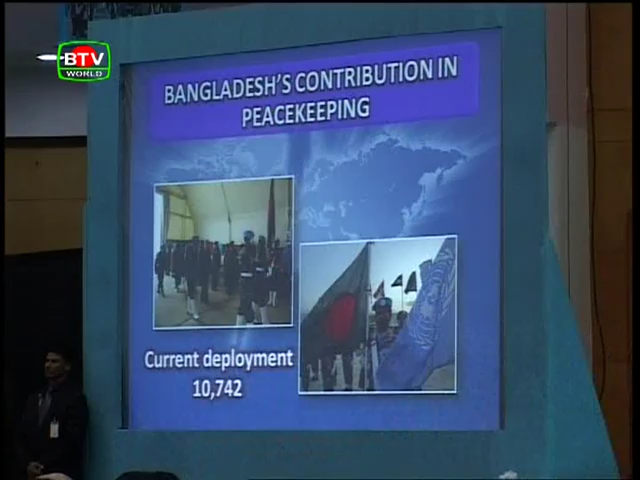 BTV
WORLD
BANGLADESH'S CONTRIBUTION IN
PEACEKEEPING
Current deployment
10,742